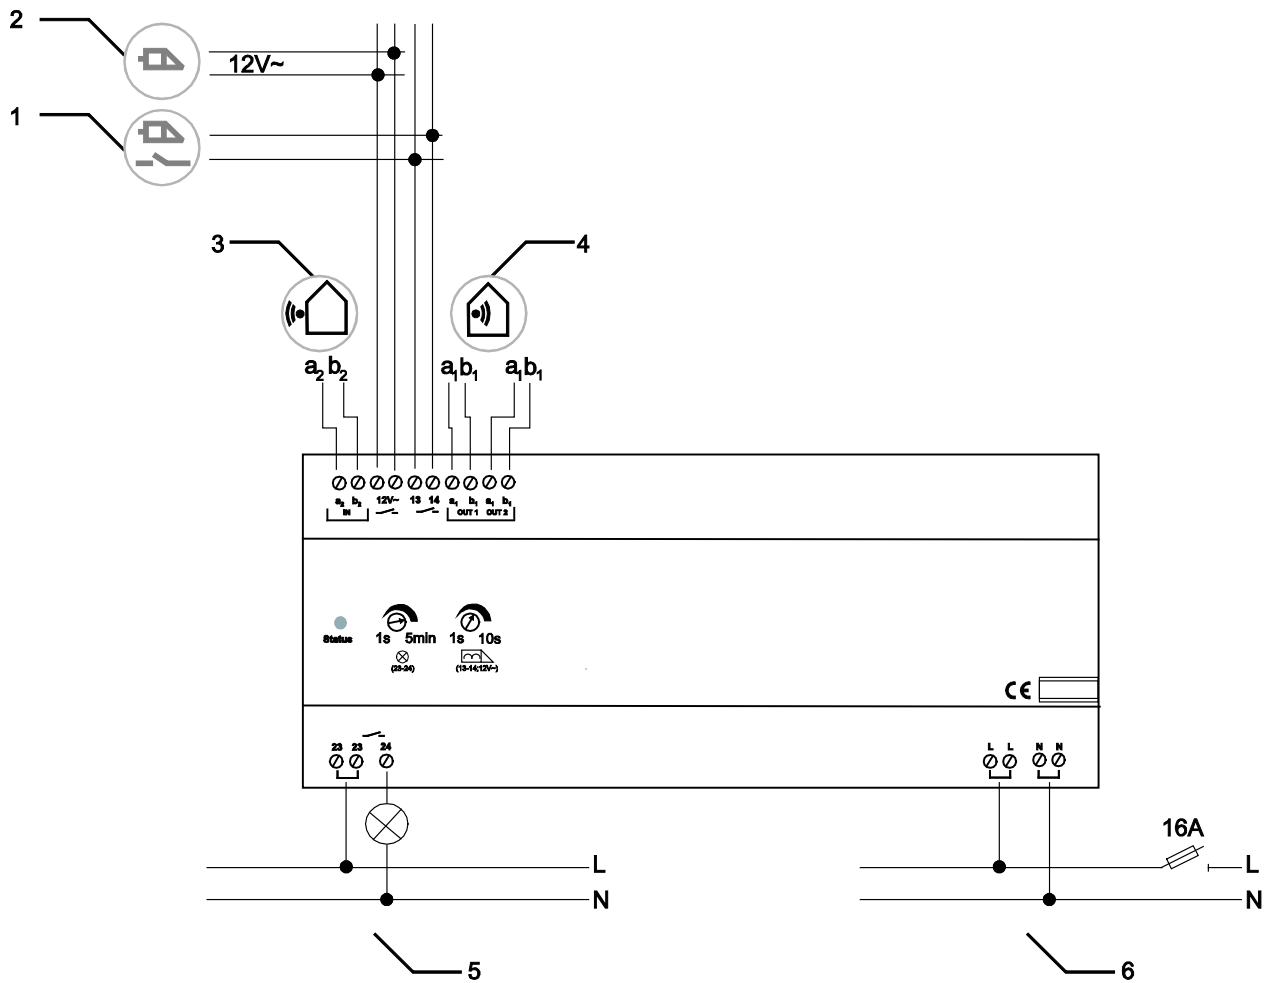 2
12V~
1
3
4
a2 b2
a1 b1
a1 b1
a2 b2 12V~ 13 14 a1 b1 a1 b1
IN OUT 1 OUT 2
Status
1s 5min
1s 10s
(23-24)
(13-14;12V~)
CE
23 23 24
L L N N
16A
L
N
L
N
5
6